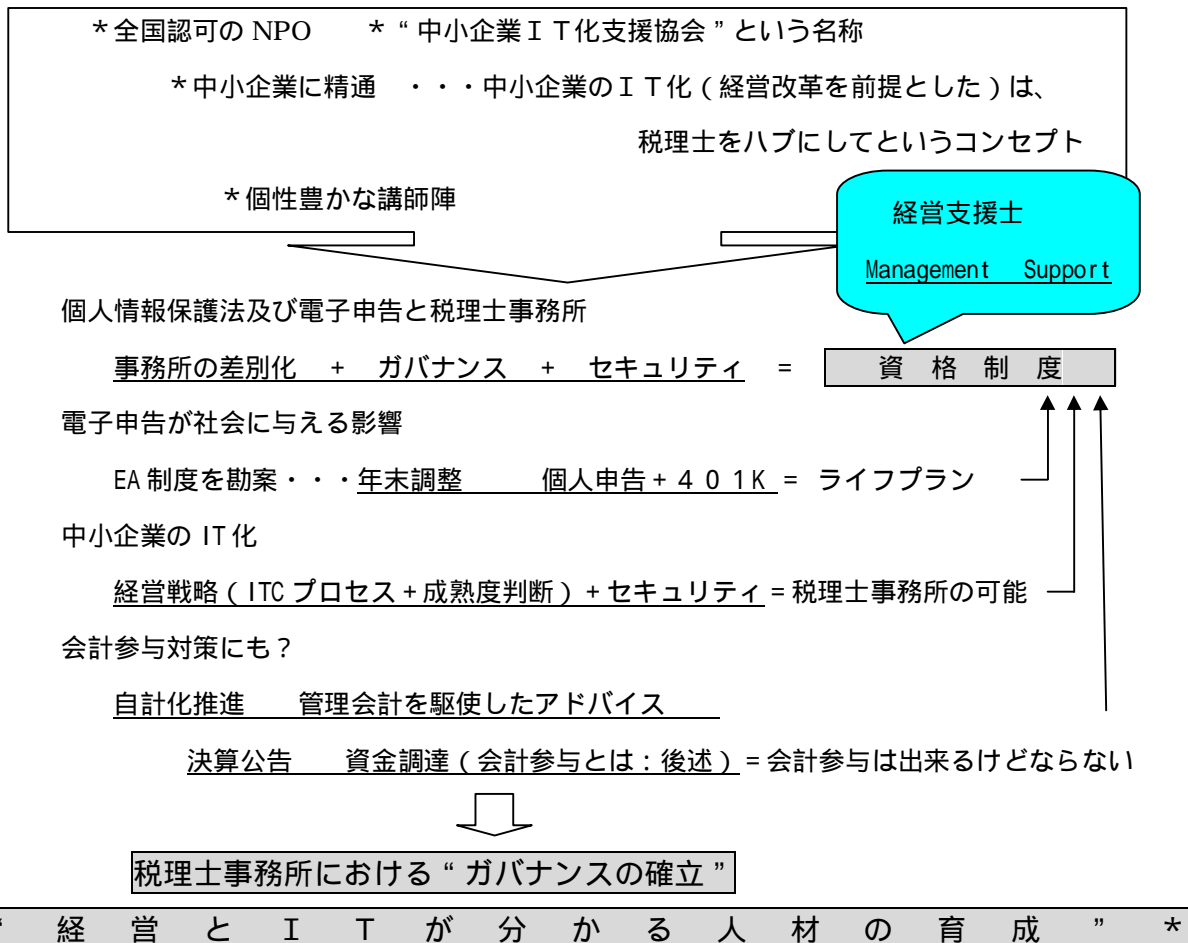 ＊全国認可の NPO　＊“中小企業ＩＴ化支援協会”という名称
＊中小企業に精通　・・・中小企業のＩＴ化（経営改革を前提とした）は、
税理士をハブにしてというコンセプト
＊個性豊かな講師陣
経営支援士
Management Support
個人情報保護法及び電子申告と税理士事務所
事務所の差別化　+　ガバナンス　+　セキュリティ　=　資 格 制 度
電子申告が社会に与える影響
EA 制度を勘案・・・年末調整　　個人申告+４０１K = ライフプラン
中小企業の IT 化
経営戦略（ITC プロセス+成熟度判断）+セキュリティ=税理士事務所の可能
会計参与対策にも？
自計化推進　　管理会計を駆使したアドバイス
決算公告　　資金調達（会計参与とは：後述）=会計参与は出来るけどならない
税理士事務所における“ガバナンスの確立”
“ 経 営 と Ｉ Ｔ が 分 か る 人 材 の 育 成 ” ＊